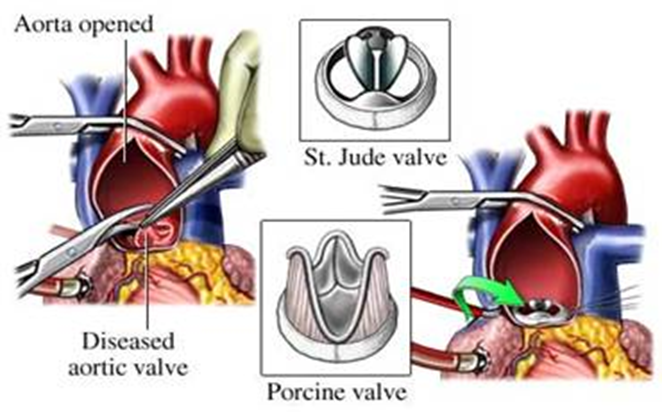 Aorta opened
St. Jude valve
Diseased
aortic valve
Porcine valve